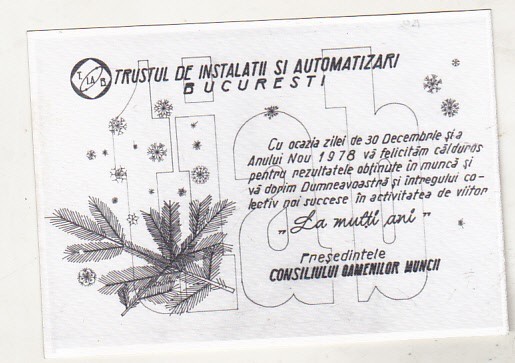 T. IA B
TRUSTUL DE INSTALATII SI AUTOMATIZARI
BUCURESTI
tiab
Cu ocazia zilei de 30 Decembrie și a
Anului Nou 1978 vă felicităm călduros
pentru rezultatele obținute în muncă și
vă dorim Dumneavoastră și întregului co-
lectiv noi succese în activitatea de viitor
„La mulți ani"
Președintele
CONSILIULUI OAMENILOR MUNCII